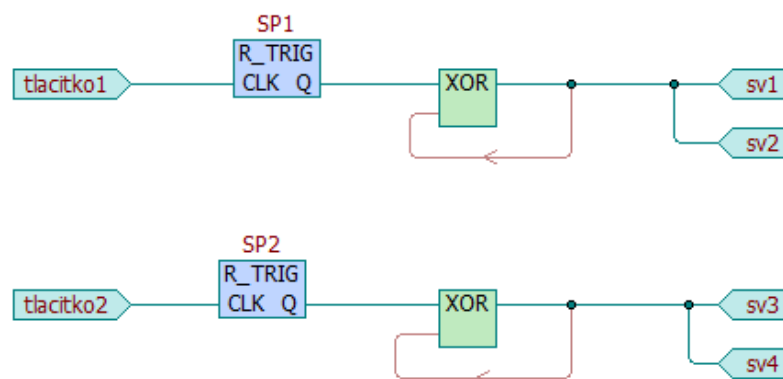 SP1
R_TRIG
tlacitko1 CLK Q XOR sv1
sv2
SP2
R_TRIG
tlacitko2 CLK Q XOR sv3
sv4